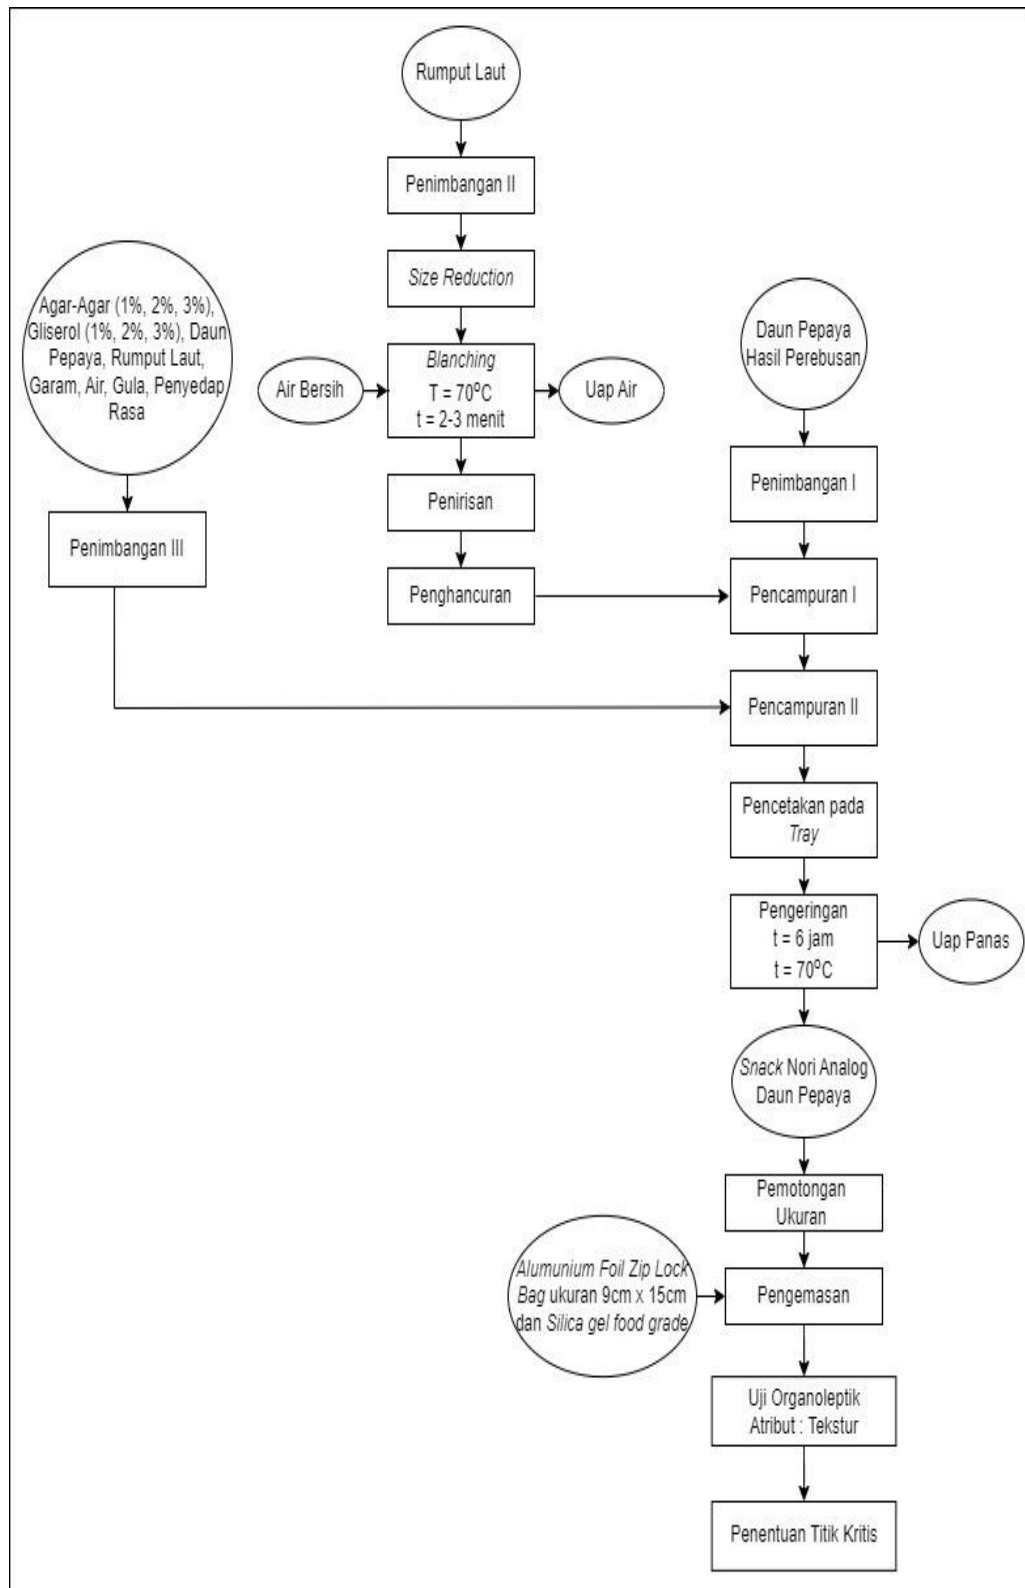 Rumput Laut
Penimbangan II
Size Reduction
Agar-Agar (1%, 2%, 3%),
Gliserol (1%, 2%, 3%), Daun
Pepaya, Rumput Laut,
Garam, Air, Gula, Penyedap
Rasa
Penimbangan III
Air Bersih
Blanching
T = 70⁰C
t = 2-3 menit
Uap Air
Penirisan
Penghancuran
Daun Pepaya
Hasil Perebusan
Penimbangan I
Pencampuran I
Pencampuran II
Pencetakan pada
Tray
Pengeringan
t = 6 jam
t = 70⁰C
Uap Panas
Snack Nori Analog
Daun Pepaya
Pemotongan
Ukuran
Alumunium Foil Zip Lock
Bag ukuran 9cm x 15cm
dan Silica gel food grade
Pengemasan
Uji Organoleptik
Atribut : Tekstur
Penentuan Titik Kritis